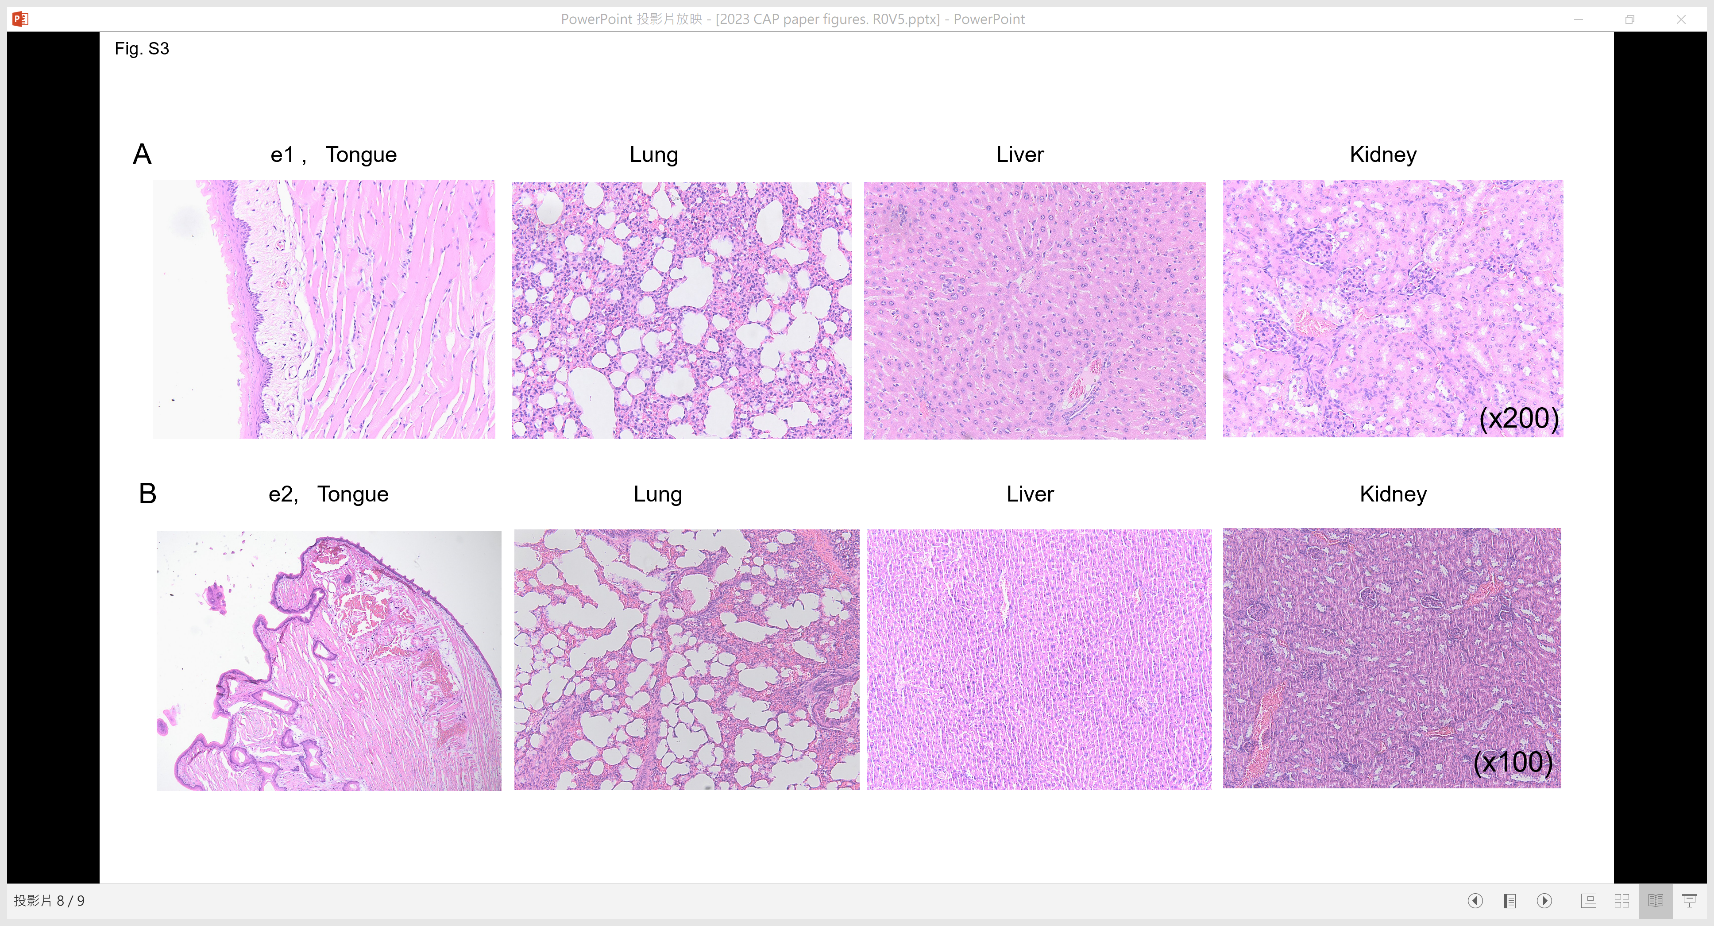 PowerPoint 投影片放映 - [2023 CAP paper figures. R0V5.pptx] - PowerPoint
Fig. S3
A e1 , Tongue Lung Liver Kidney
(x200)
B e2, Tongue Lung Liver Kidney
(x100)
投影片 8 / 9